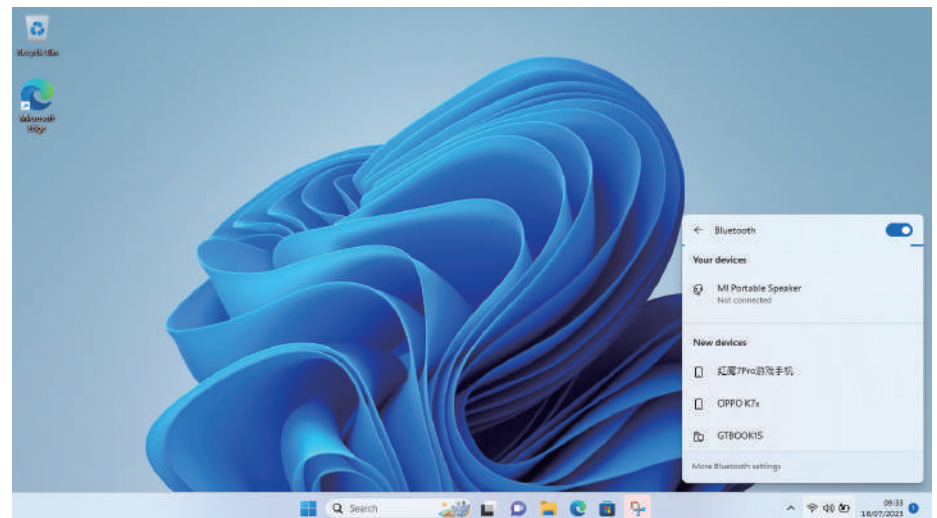 Recycle Bin
Microsoft
Edge
Bluetooth
Your devices
MI Portable Speaker
Not connected
New devices
红魔7Pro游戏手机
OPPO K7x
GTBOOK1S
More Bluetooth settings
Search
09:33
18/07/2023